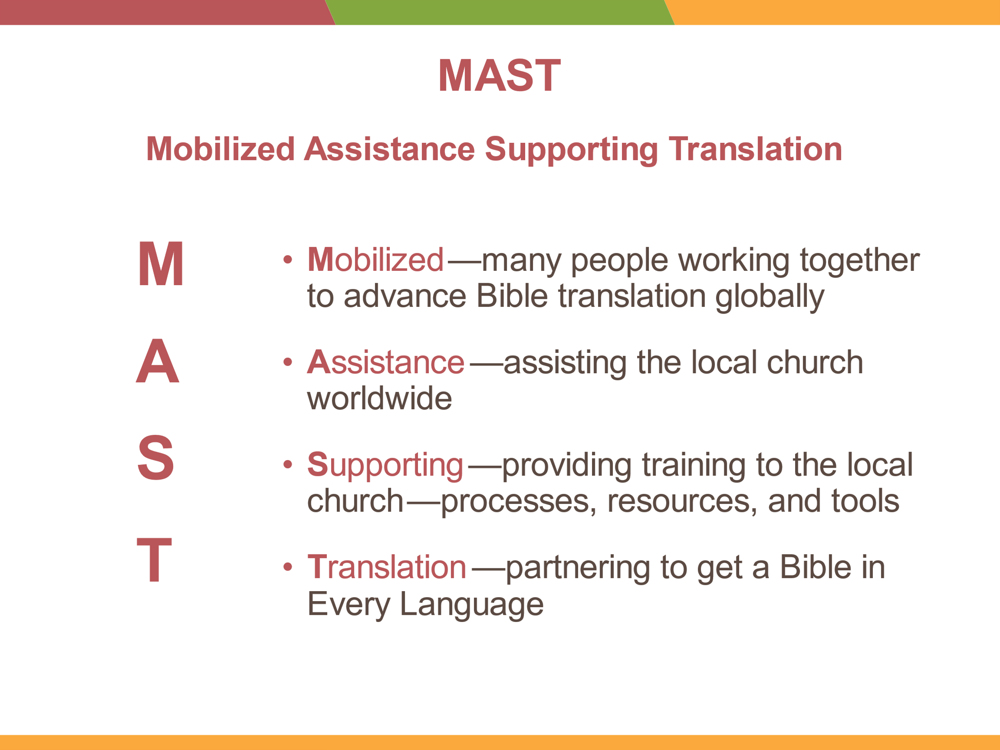 MAST
Mobilized Assistance Supporting Translation
M
• Mobilized—many people working together
to advance Bible translation globally
A
• Assistance—assisting the local church
worldwide
S
• Supporting—providing training to the local
church—processes, resources, and tools
T
• Translation—partnering to get a Bible in
Every Language